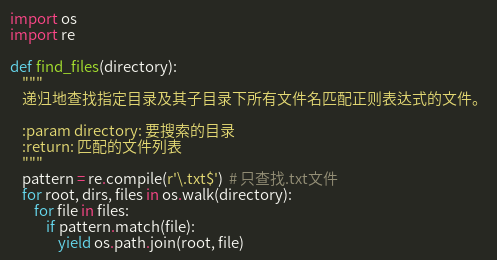 import os
import re

def find_files(directory):
    """
    递归地查找指定目录及其子目录下所有文件名匹配正则表达式的文件。

    :param directory: 要搜索的目录
    :return: 匹配的文件列表
    """
    pattern = re.compile(r'\.txt$')  # 只查找.txt文件
    for root, dirs, files in os.walk(directory):
        for file in files:
            if pattern.match(file):
                yield os.path.join(root, file)